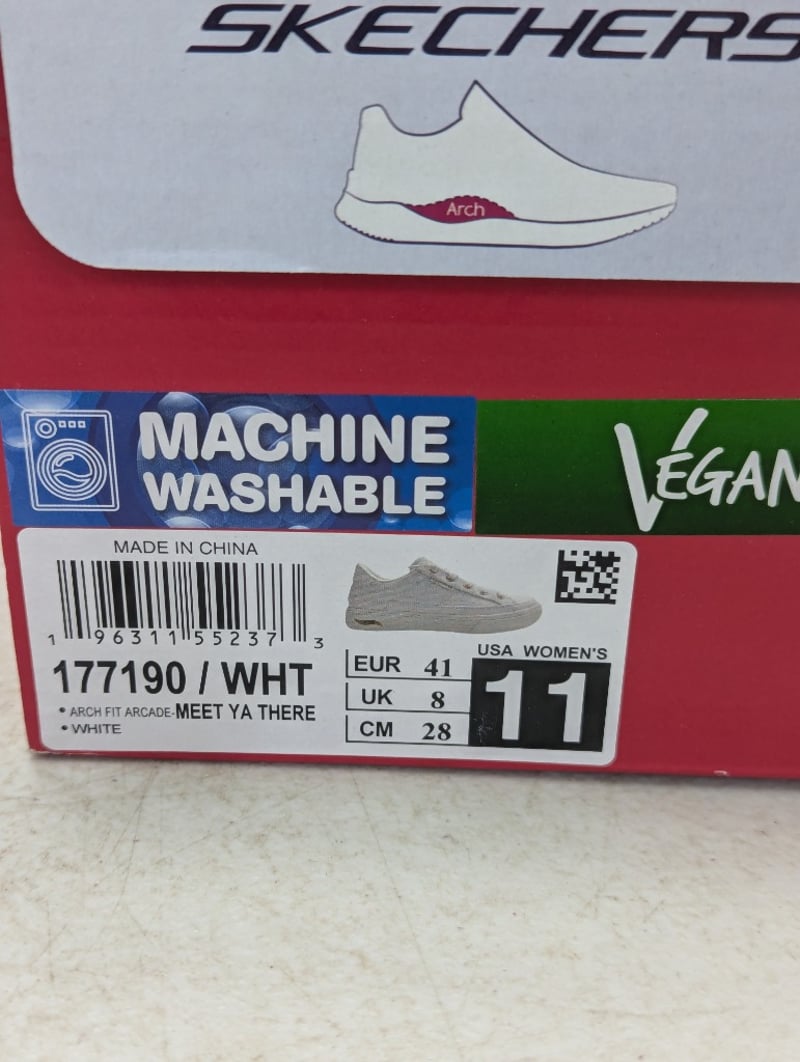 SKECHERS
Arch
MACHINE
WASHABLE
VEGAN
MADE IN CHINA
1 96311 55237 3
177190 / WHT
• ARCH FIT ARCADE-MEET YA THERE
• WHITE
EUR 41
UK 8
CM 28
USA WOMEN'S
11